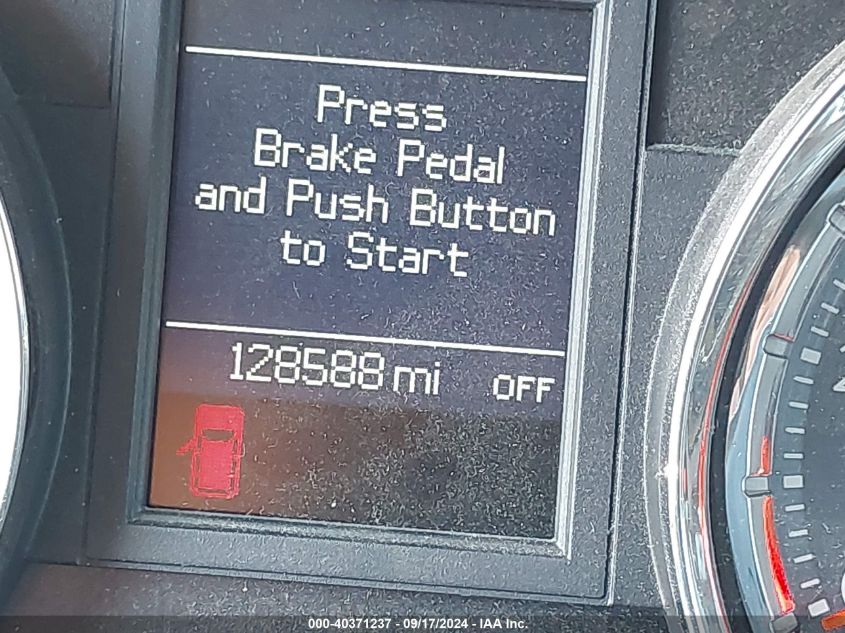 Press
Brake Pedal
and Push Button
to Start
128588 mi OFF
000-40371237 - 09/17/2024 - IAA Inc.